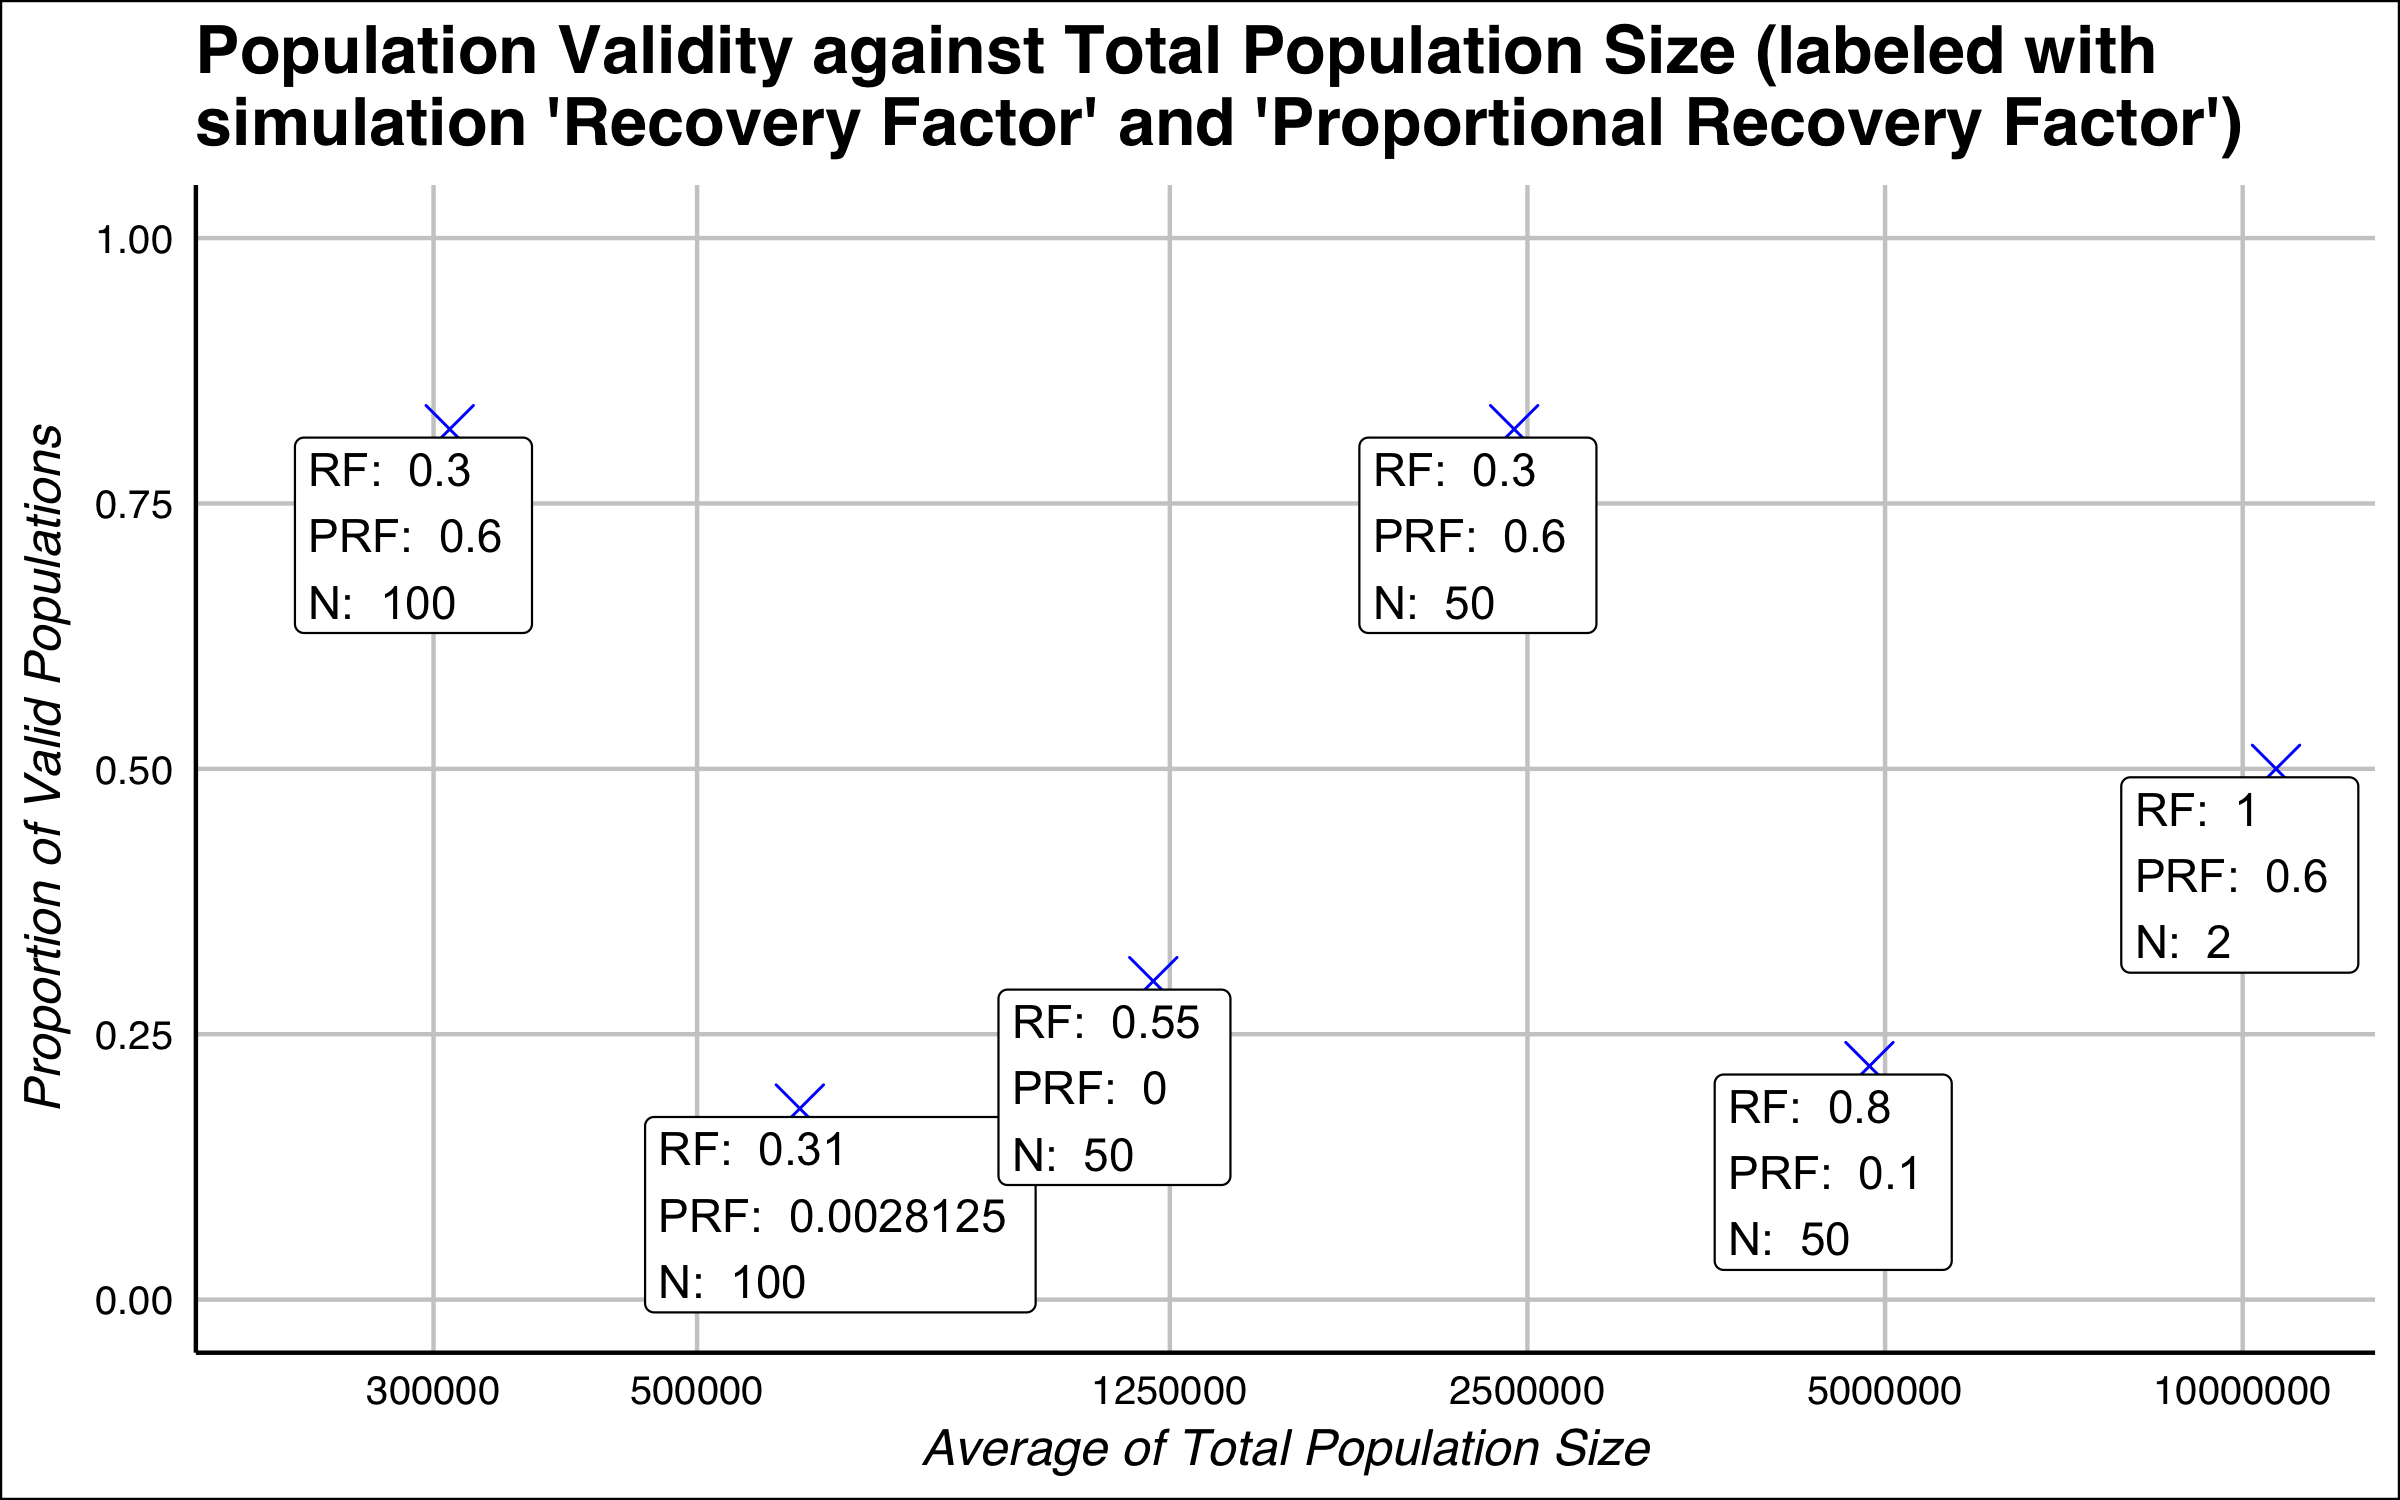 Population Validity against Total Population Size (labeled with
simulation 'Recovery Factor' and 'Proportional Recovery Factor')
Proportion of Valid Populations
1.00
0.75
0.50
0.25
0.00
RF: 0.3
PRF: 0.6
N: 100
RF: 0.31
PRF: 0.0028125
N: 100
RF: 0.55
PRF: 0
N: 50
RF: 0.3
PRF: 0.6
N: 50
RF: 0.8
PRF: 0.1
N: 50
RF: 1
PRF: 0.6
N: 2
300000
500000
1250000
2500000
5000000
10000000
Average of Total Population Size